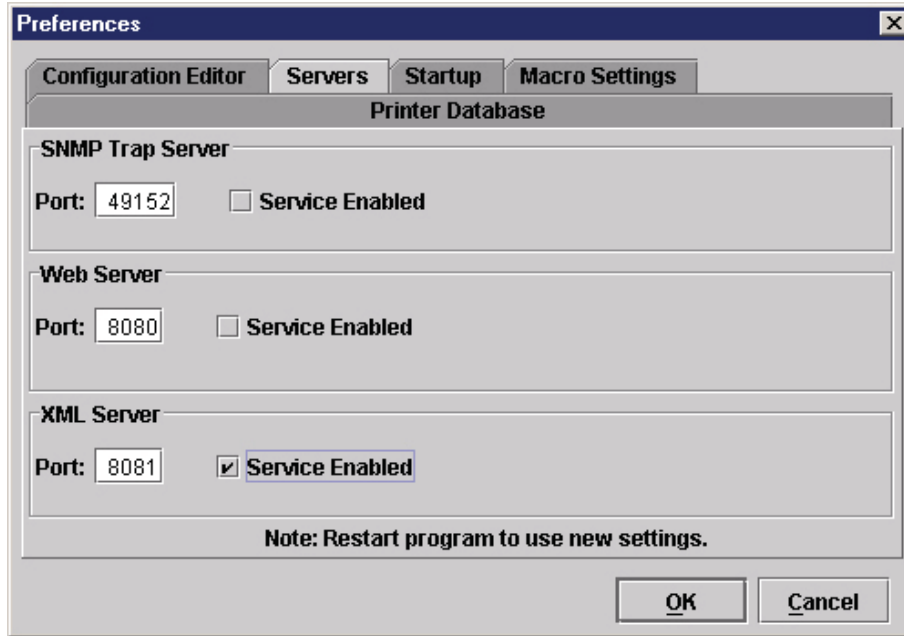 Preferences
Configuration Editor Servers Startup Macro Settings
Printer Database
SNMP Trap Server
Port: 49152 Service Enabled
Web Server
Port: 8080 Service Enabled
XML Server
Port: 8081 Service Enabled
Note: Restart program to use new settings.
OK Cancel